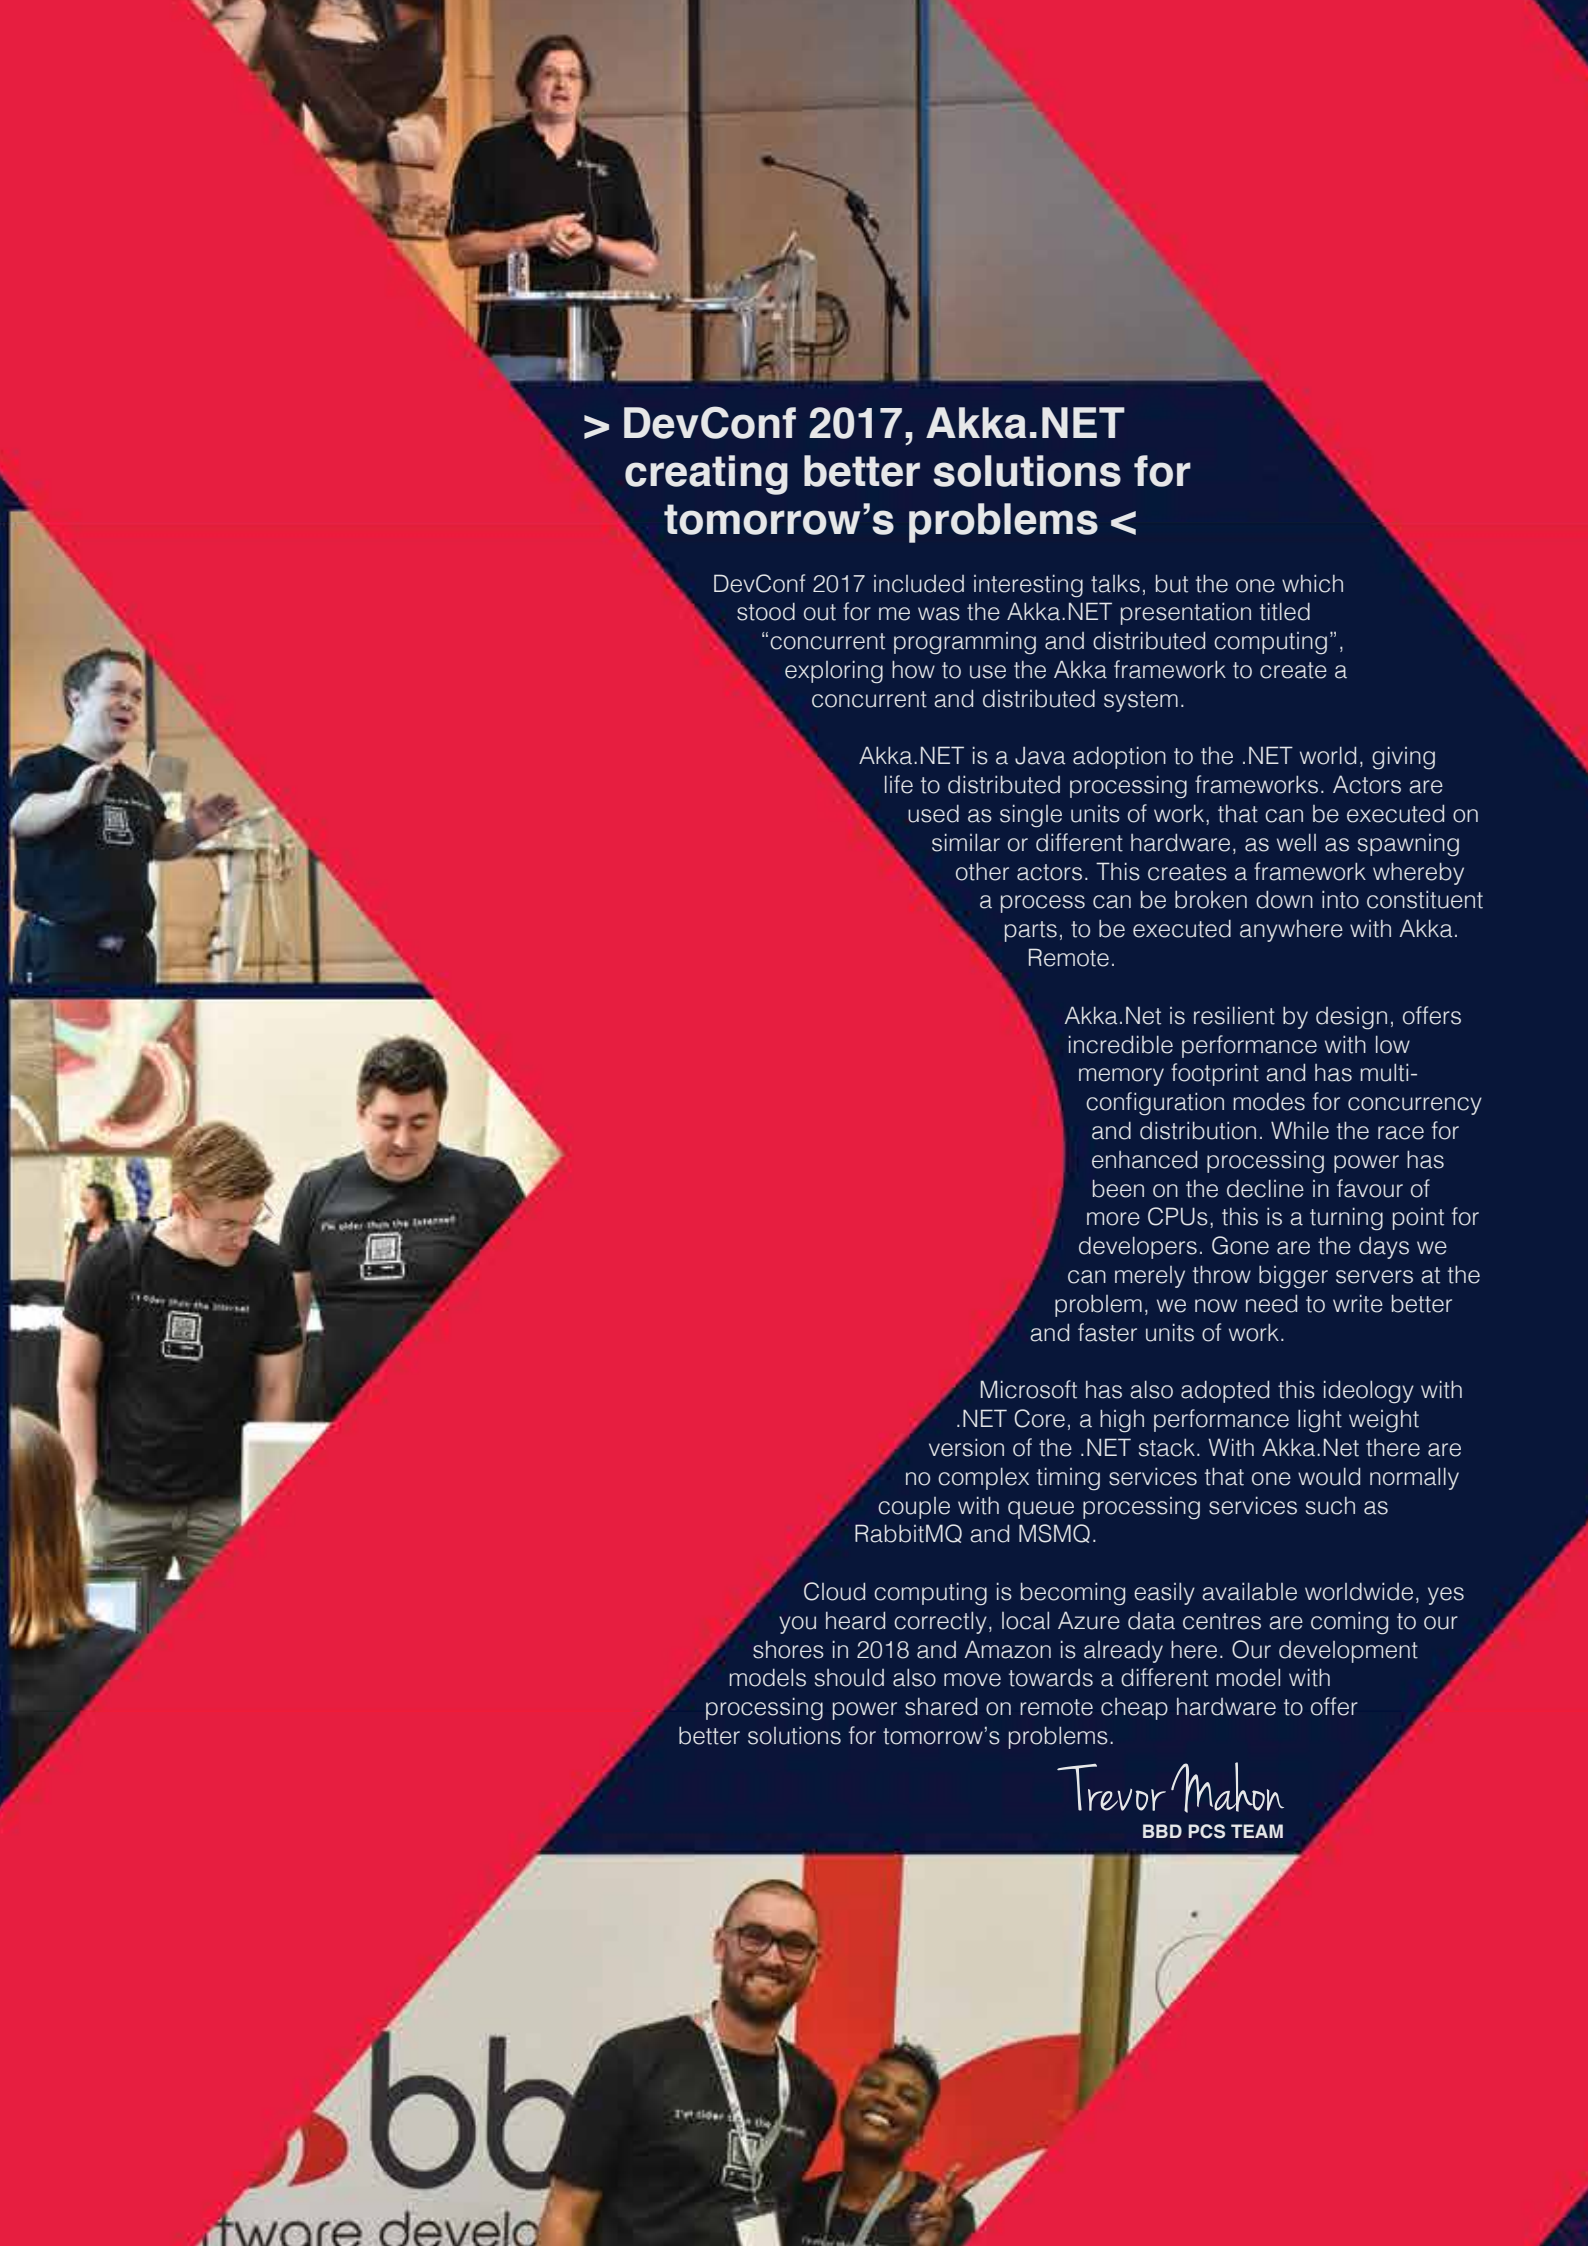 > DevConf 2017, Akka.NET
creating better solutions for
tomorrow’s problems <
DevConf 2017 included interesting talks, but the one which
stood out for me was the Akka.NET presentation titled
“concurrent programming and distributed computing”,
exploring how to use the Akka framework to create a
concurrent and distributed system.
Akka.NET is a Java adoption to the .NET world, giving
life to distributed processing frameworks. Actors are
used as single units of work, that can be executed on
similar or different hardware, as well as spawning
other actors. This creates a framework whereby
a process can be broken down into constituent
parts, to be executed anywhere with Akka.
Remote.
Akka.Net is resilient by design, offers
incredible performance with low
memory footprint and has multi-
configuration modes for concurrency
and distribution. While the race for
enhanced processing power has
been on the decline in favour of
more CPUs, this is a turning point for
developers. Gone are the days we
can merely throw bigger servers at the
problem, we now need to write better
and faster units of work.
Microsoft has also adopted this ideology with
.NET Core, a high performance light weight
version of the .NET stack. With Akka.Net there are
no complex timing services that one would normally
couple with queue processing services such as
RabbitMQ and MSMQ.
Cloud computing is becoming easily available worldwide, yes
you heard correctly, local Azure data centres are coming to our
shores in 2018 and Amazon is already here. Our development
models should also move towards a different model with
processing power shared on remote cheap hardware to offer
better solutions for tomorrow’s problems.
Trevor Mahon
BBD PCS TEAM
I'm older than the Internet
older than the Internet
bb
tware develo
I'm older the